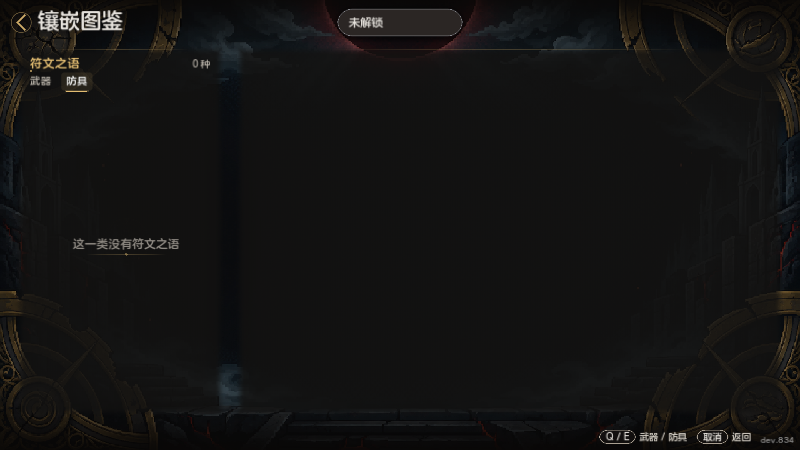 镶嵌图鉴
未解锁
符文之语
0种
武器 防具
这一类没有符文之语
Q / E 武器 / 防具 取消 返回
dev.834